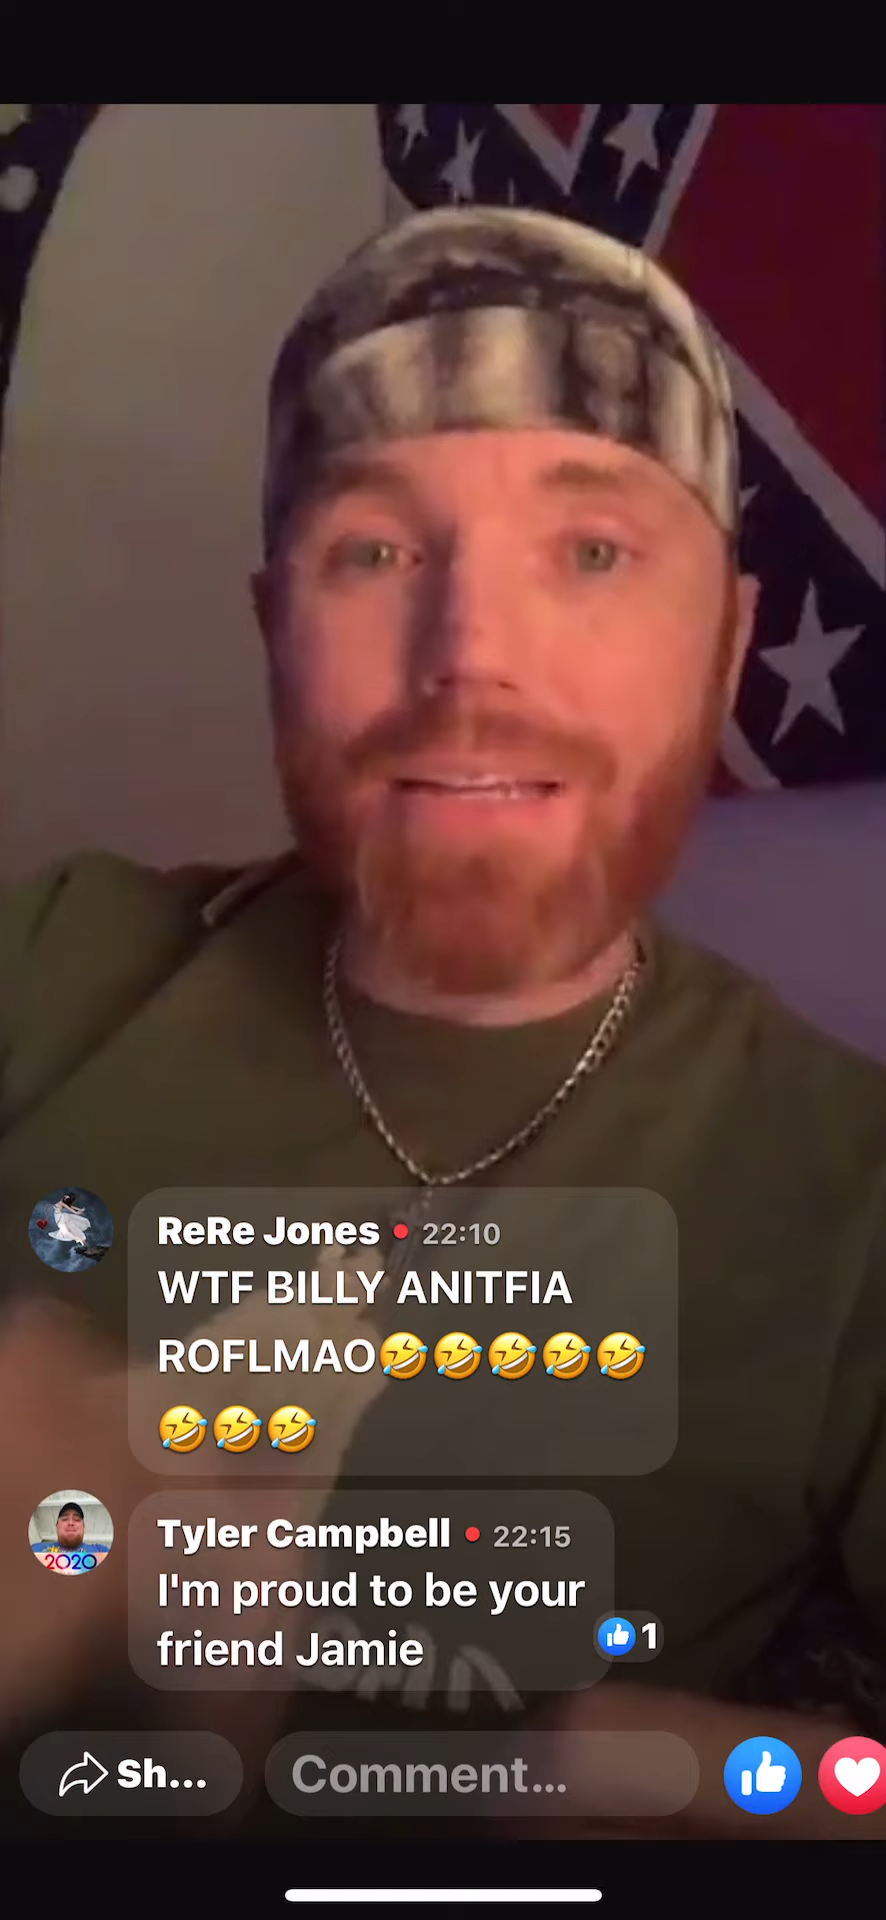 ReRe Jones 22:10
WTF BILLY ANITFIA
ROFLMAO🤣🤣🤣🤣🤣
🤣🤣🤣
2020
Tyler Campbell 22:15
I'm proud to be your
friend Jamie
1
Sh...
Comment...